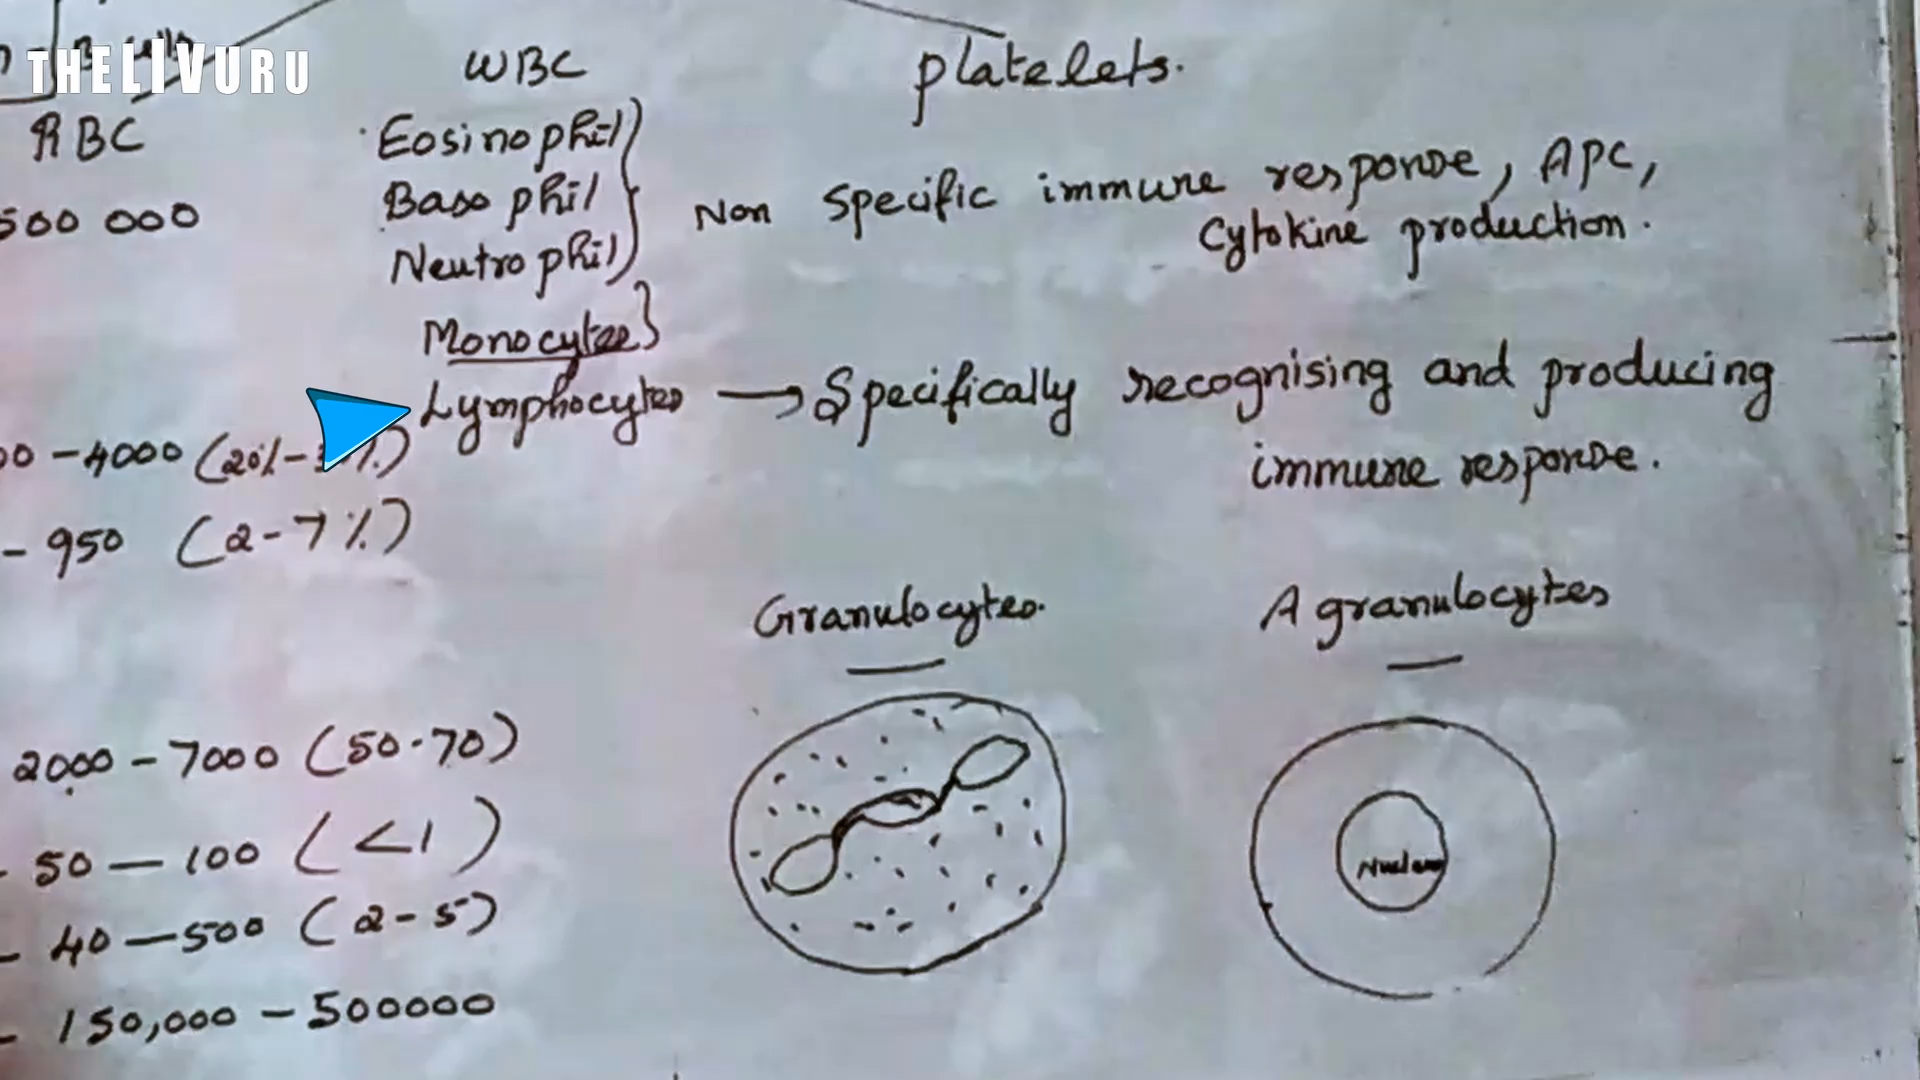 THELIVURU
B cells
RBC
WBC
platelets.
500 000
Eosinophil
Basophil
Neutrophil
Non specific immune response, APC,
Cytokine production.
Monocytes
Lymphocytes → Specifically recognising and producing
immune response.
00 - 4000 (20%-
- 950 (2-7%)
Granulocytes.
Agranulocytes
2000 - 7000 (50-70)
- 50 - 100 (<1)
- 40 - 500 (2-5)
- 150,000 - 500000